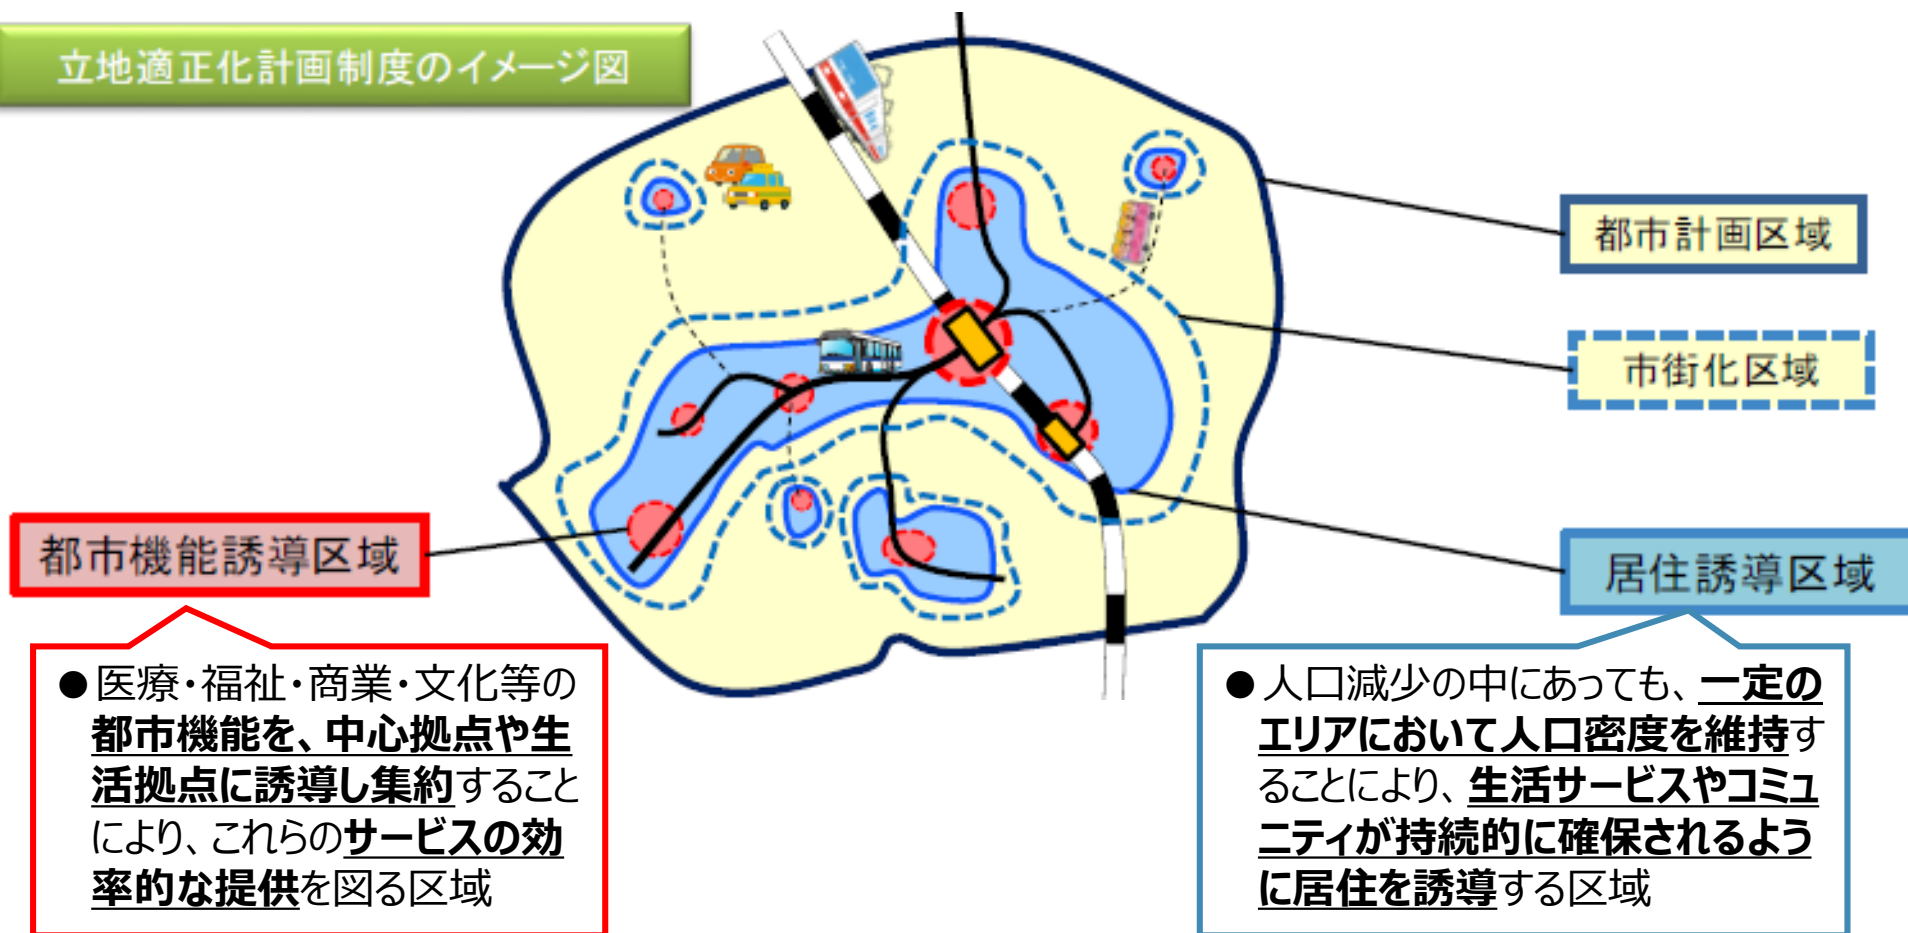 立地適正化計画制度のイメージ図
都市計画区域
市街化区域
都市機能誘導区域
居住誘導区域
●医療・福祉・商業・文化等の
都市機能を、中心拠点や生
活拠点に誘導し集約すること
により、これらのサービスの効
率的な提供を図る区域
●人口減少の中にあっても、一定の
エリアにおいて人口密度を維持す
ることにより、生活サービスやコミュ
ニティが持続的に確保されるよう
に居住を誘導する区域